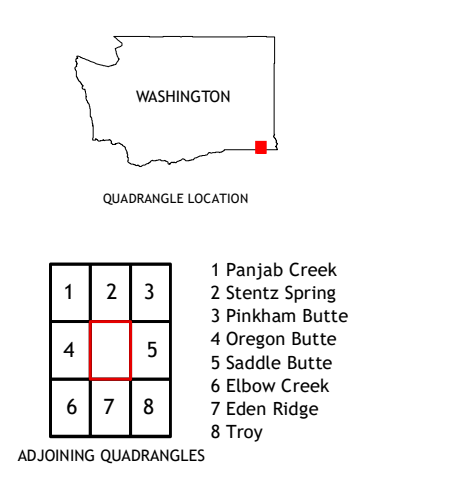 WASHINGTON
QUADRANGLE LOCATION
1 2 3
4 5
6 7 8
ADJOINING QUADRANGLES
1 Panjab Creek
2 Stentz Spring
3 Pinkham Butte
4 Oregon Butte
5 Saddle Butte
6 Elbow Creek
7 Eden Ridge
8 Troy